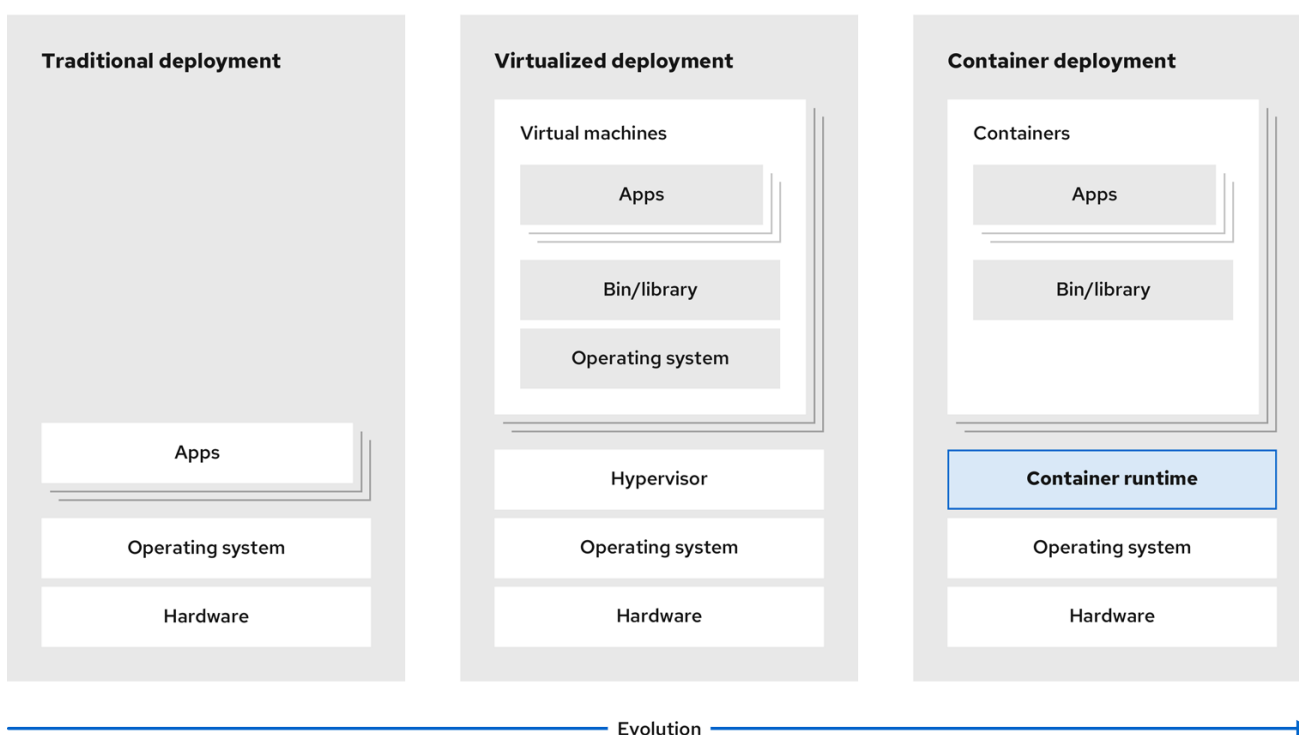 Traditional deployment
Apps
Operating system
Hardware
Virtualized deployment
Virtual machines
Apps
Bin/library
Operating system
Hypervisor
Operating system
Hardware
Container deployment
Containers
Apps
Bin/library
Container runtime
Operating system
Hardware
Evolution